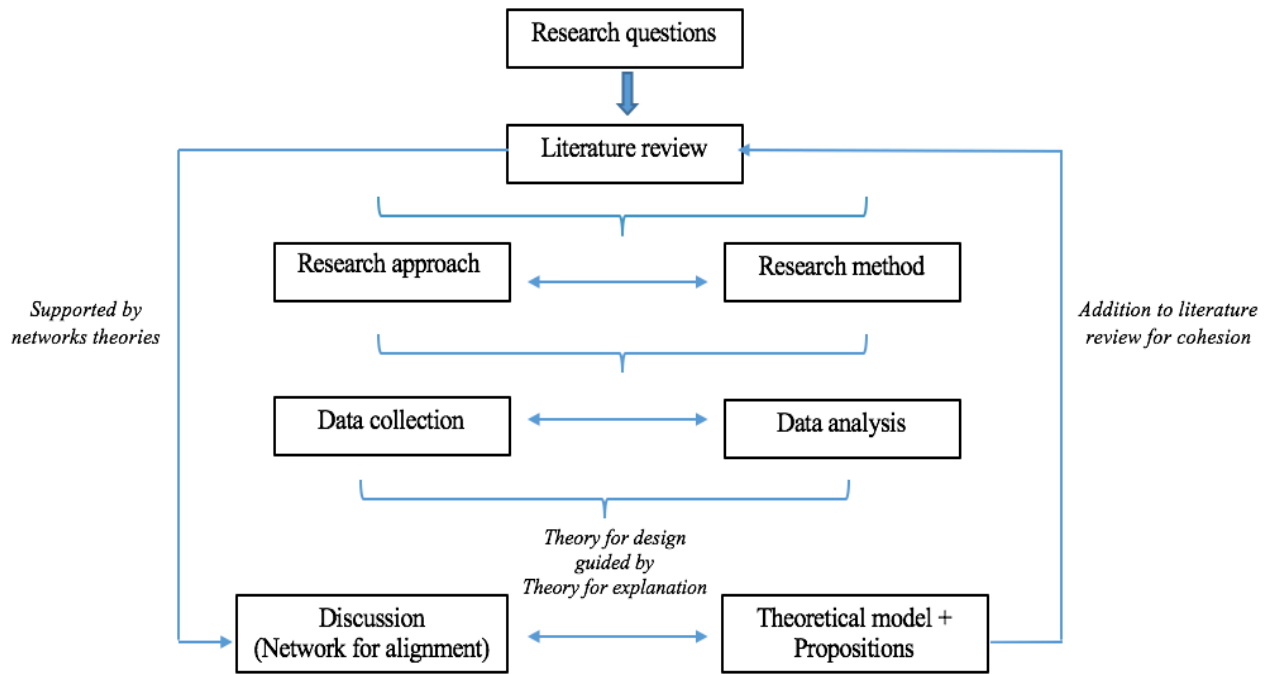 Research questions
Literature review
Research approach
Research method
Supported by
networks theories
Addition to literature
review for cohesion
Data collection
Data analysis
Theory for design
guided by
Theory for explanation
Discussion
(Network for alignment)
Theoretical model +
Propositions